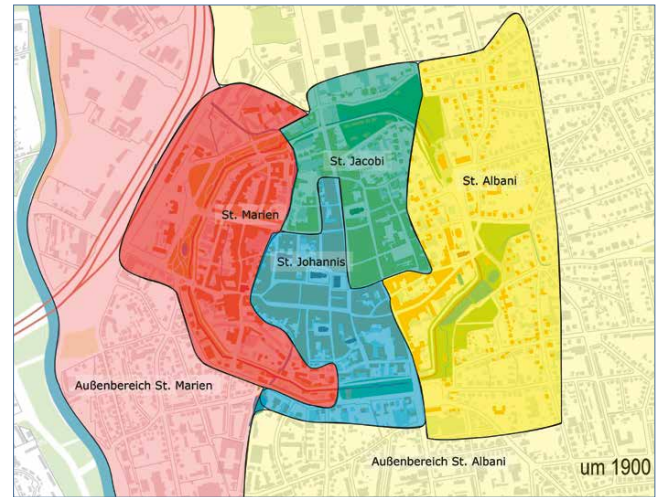 St. Jacobi
St. Albani
St. Marien
St. Johannis
Außenbereich St. Marien
Außenbereich St. Albani
um 1900